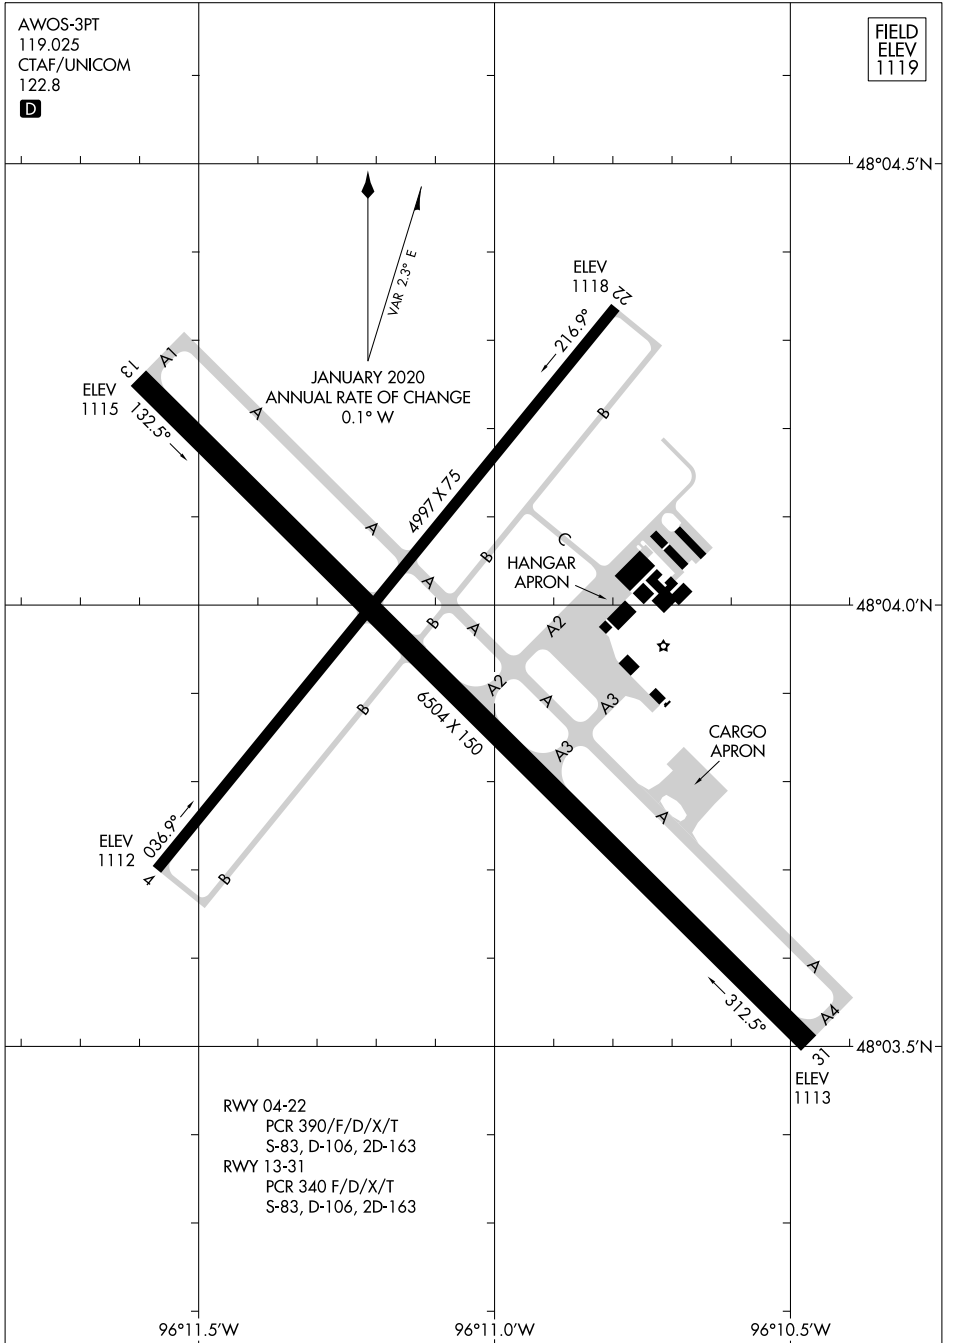 AWOS-3PT
119.025
CTAF/UNICOM
122.8
D
FIELD
ELEV
1119
48°04.5'N
VAR 2.3° E
JANUARY 2020
ANNUAL RATE OF CHANGE
0.1° W
ELEV
1118
22
216.9°
A1
13
ELEV
1115
132.5°
A
B
4997 X 75
A
C
B
HANGAR
APRON
A
48°04.0'N
B
A
A2
A2
B
A
A3
6504 X 150
A3
CARGO
APRON
A
036.9°
ELEV
1112
4
B
A
312.5°
A4
31
48°03.5'N
ELEV
1113
RWY 04-22
PCR 390/F/D/X/T
S-83, D-106, 2D-163
RWY 13-31
PCR 340 F/D/X/T
S-83, D-106, 2D-163
96°11.5'W
96°11.0'W
96°10.5'W